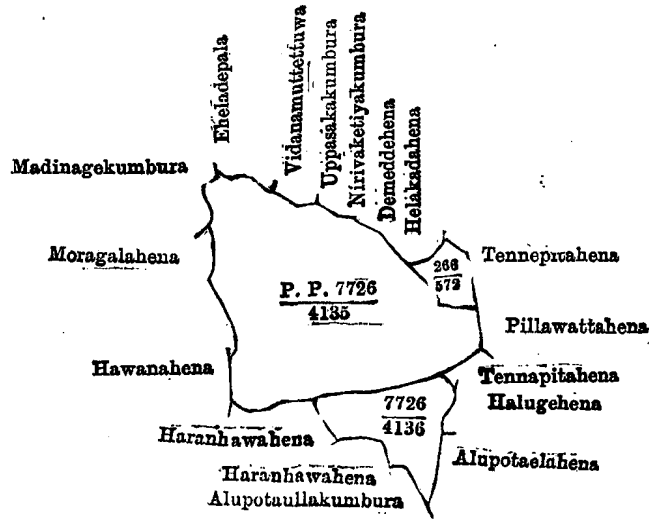 Eheladepala
Vidanamuttettuwa
Uppasakakumbura
Nirivaketiyakumbura
Demeddehena
Helakadahena
Madinagekumbura
Moragalahena
Tennepitahena
266
572
P. P. 7726
4135
Pillawattahena
Hawanahena
Tennapitahena
Halugehena
7726
4136
Haranhawahena
Alupotaelahena
Haranhawahena
Alupotaullakumbura